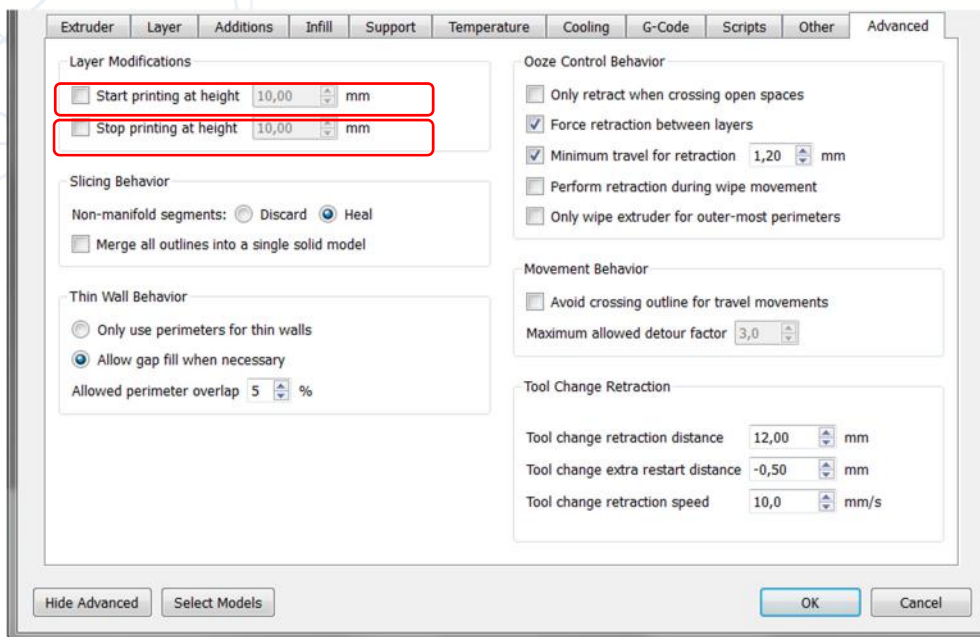 Extruder Layer Additions Infill Support Temperature Cooling G-Code Scripts Other Advanced
Layer Modifications
Start printing at height 10,00 mm
Stop printing at height 10,00 mm
Slicing Behavior
Non-manifold segments: Discard Heal
Merge all outlines into a single solid model
Thin Wall Behavior
Only use perimeters for thin walls
Allow gap fill when necessary
Allowed perimeter overlap 5 %
Ooze Control Behavior
Only retract when crossing open spaces
Force retraction between layers
Minimum travel for retraction 1,20 mm
Perform retraction during wipe movement
Only wipe extruder for outer-most perimeters
Movement Behavior
Avoid crossing outline for travel movements
Maximum allowed detour factor 3,0
Tool Change Retraction
Tool change retraction distance 12,00 mm
Tool change extra restart distance -0,50 mm
Tool change retraction speed 10,0 mm/s
Hide Advanced Select Models OK Cancel